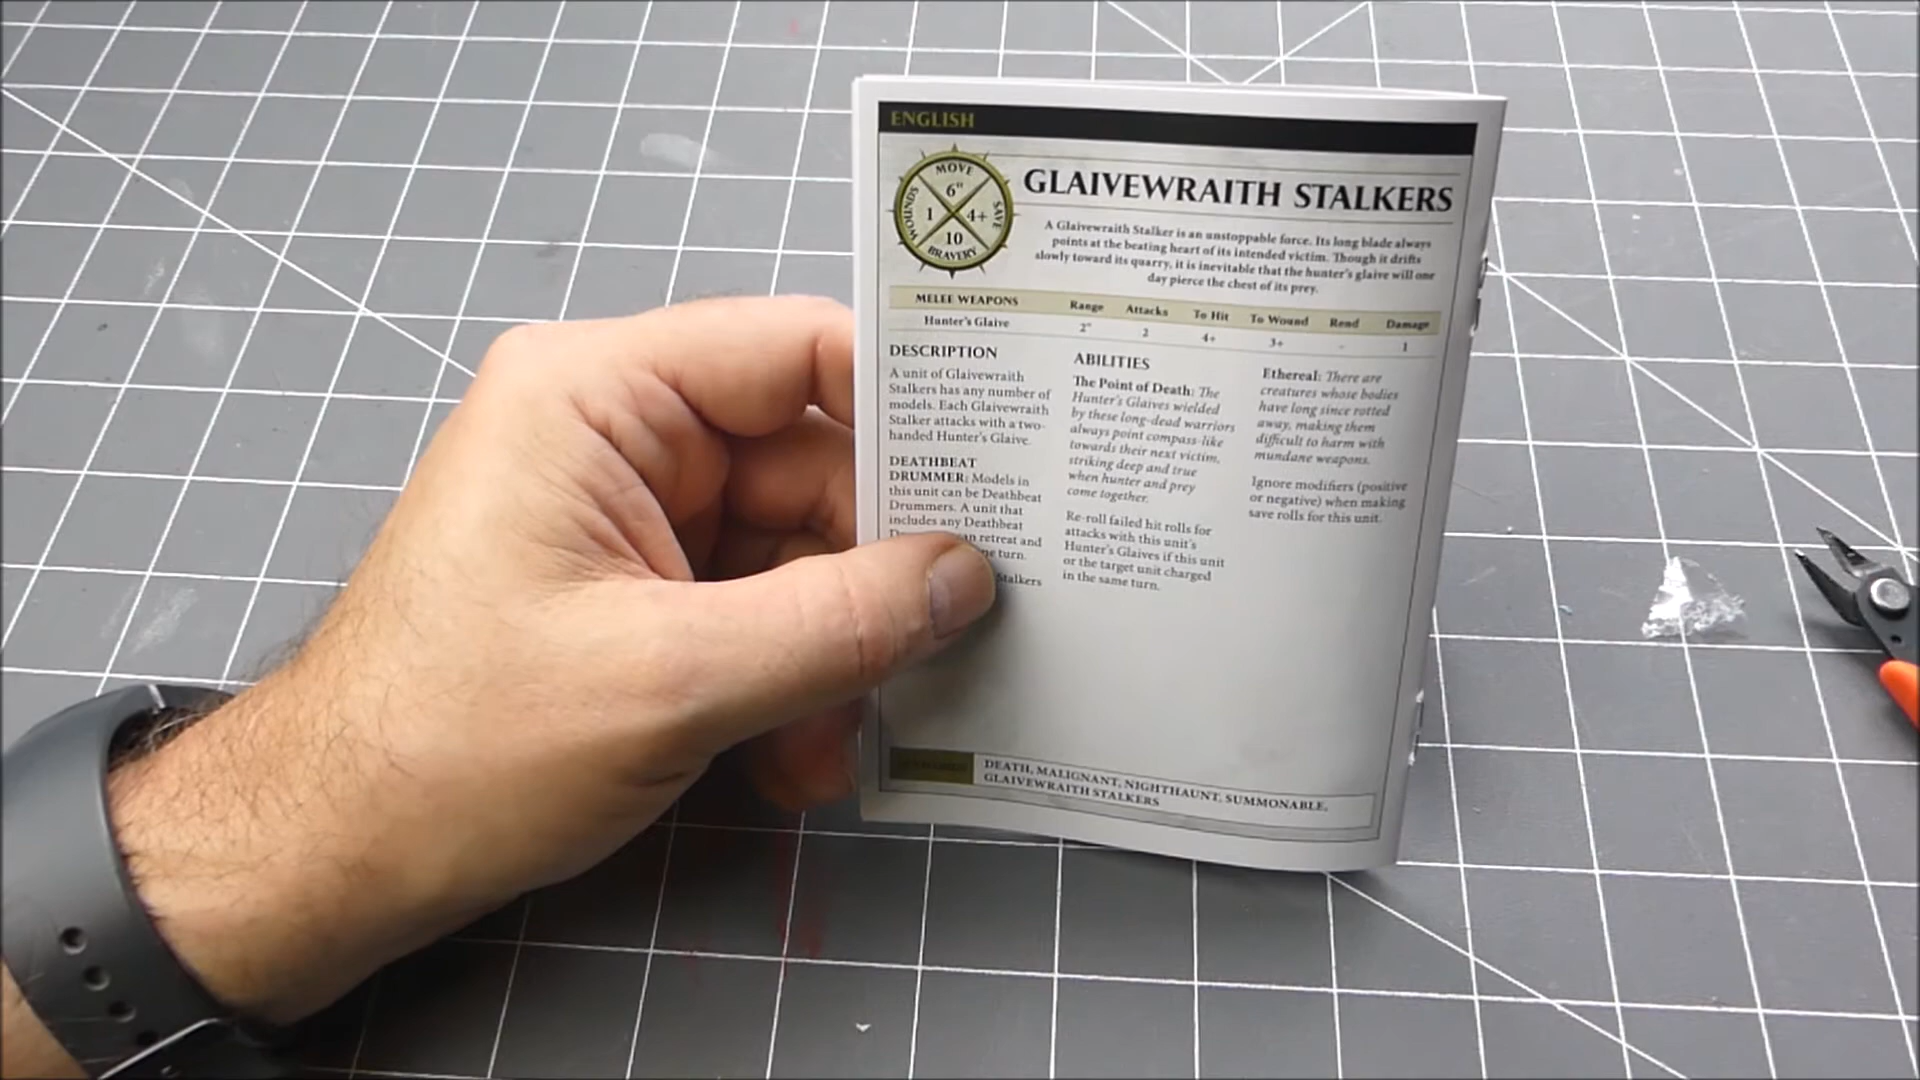 ENGLISH
MOVE
6"
WOUNDS
1
4+
SAVE
10
BRAVERY
GLAIVEWRAITH STALKERS
A Glaivewraith Stalker is an unstoppable force. Its long blade always
points at the beating heart of its intended victim. Though it drifts
slowly toward its quarry, it is inevitable that the hunter's glaive will one
day pierce the chest of its prey.
MELEE WEAPONS Range Attacks To Hit To Wound Rend Damage
Hunter's Glaive 2" 2 4+ 3+ - 1
DESCRIPTION
A unit of Glaivewraith
Stalkers has any number of
models. Each Glaivewraith
Stalker attacks with a two-
handed Hunter's Glaive.
DEATHBEAT
DRUMMER: Models in
this unit can be Deathbeat
Drummers. A unit that
includes any Deathbeat
retreat and
turn.
Stalkers
ABILITIES
The Point of Death: The
Hunter's Glaives wielded
by these long-dead warriors
always point compass-like
towards their next victim,
striking deep and true
when hunter and prey
come together.
Re-roll failed hit rolls for
attacks with this unit's
Hunter's Glaives if this unit
or the target unit charged
in the same turn.
Ethereal: There are
creatures whose bodies
have long since rotted
away, making them
difficult to harm with
mundane weapons.
Ignore modifiers (positive
or negative) when making
save rolls for this unit.
DEATH, MALIGNANT, NIGHTHAUNT, SUMMONABLE,
GLAIVEWRAITH STALKERS